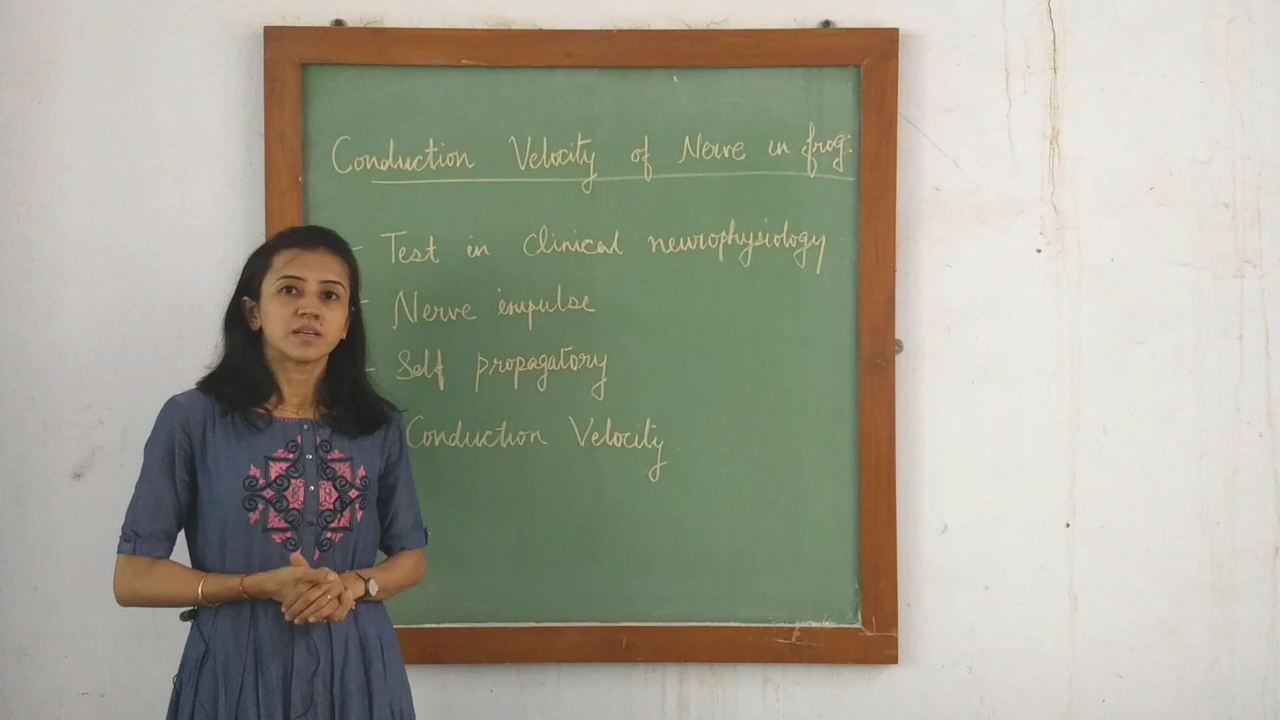 Conduction Velocity of Nerve in frog:
- Test in Clinical neurophysiology
- Nerve impulse
- Self propagatory
Conduction Velocity